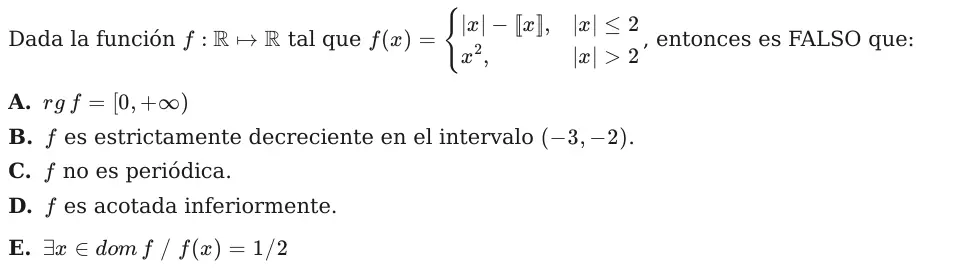 Dada la función f : ℝ ↦ ℝ tal que f(x) = { |x| − ⟦x⟧, |x| ≤ 2
x², |x| > 2 , entonces es FALSO que:
A. rg f = [0, +∞)
B. f es estrictamente decreciente en el intervalo (−3, −2).
C. f no es periódica.
D. f es acotada inferiormente.
E. ∃x ∈ dom f / f(x) = 1/2